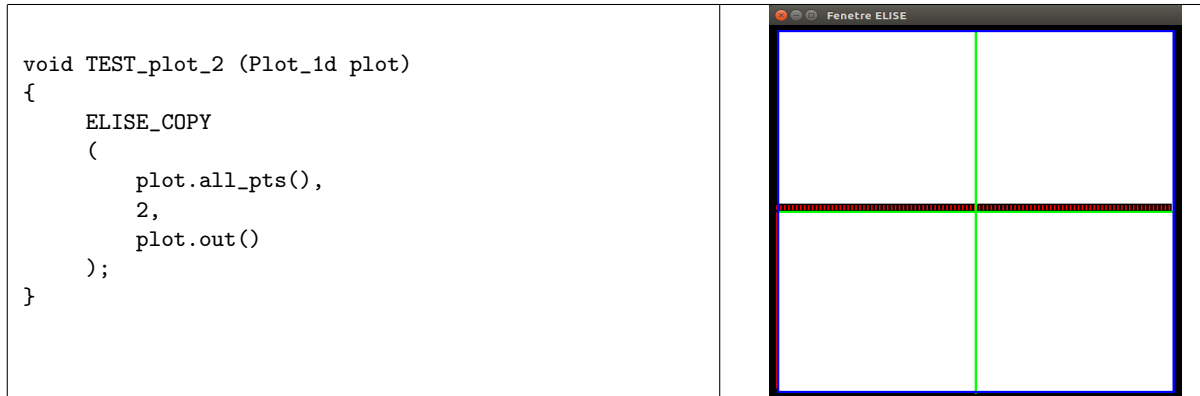 void TEST_plot_2 (Plot_1d plot)
{
ELISE_COPY
(
plot.all_pts(),
2,
plot.out()
);
}
Fenetre ELISE